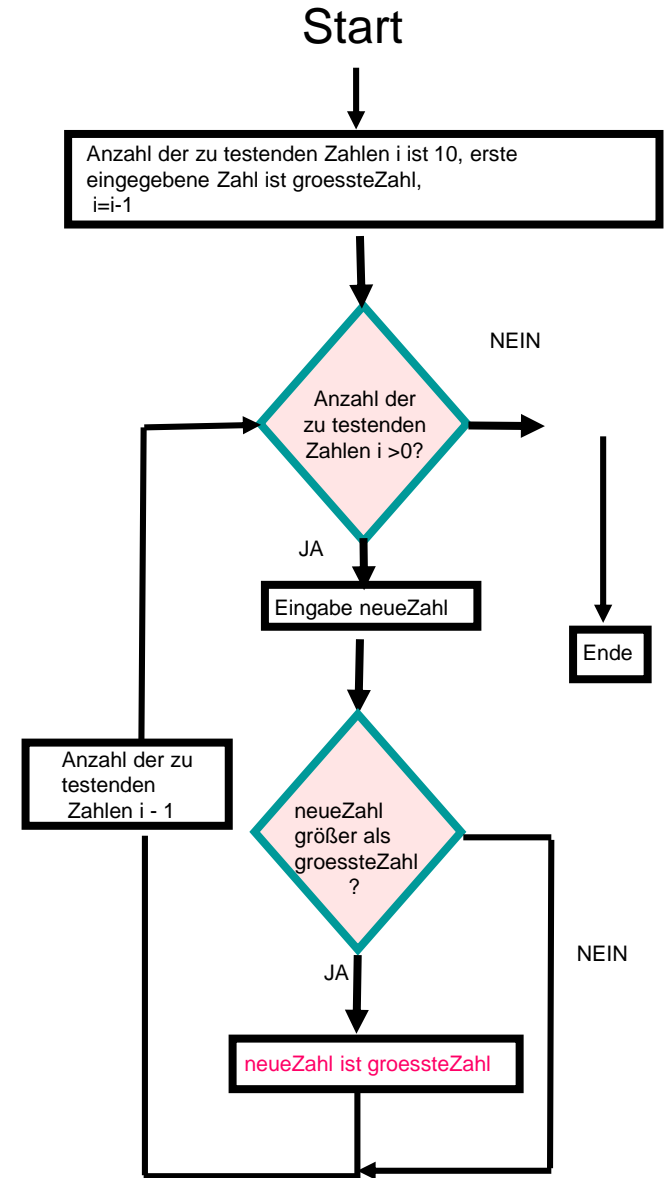 Start
Anzahl der zu testenden Zahlen i ist 10, erste
eingegebene Zahl ist groessteZahl,
i=i-1
NEIN
Anzahl der
zu testenden
Zahlen i >0?
JA
Eingabe neueZahl
Ende
Anzahl der zu
testenden
Zahlen i - 1
neueZahl
größer als
groessteZahl
?
NEIN
JA
neueZahl ist groessteZahl